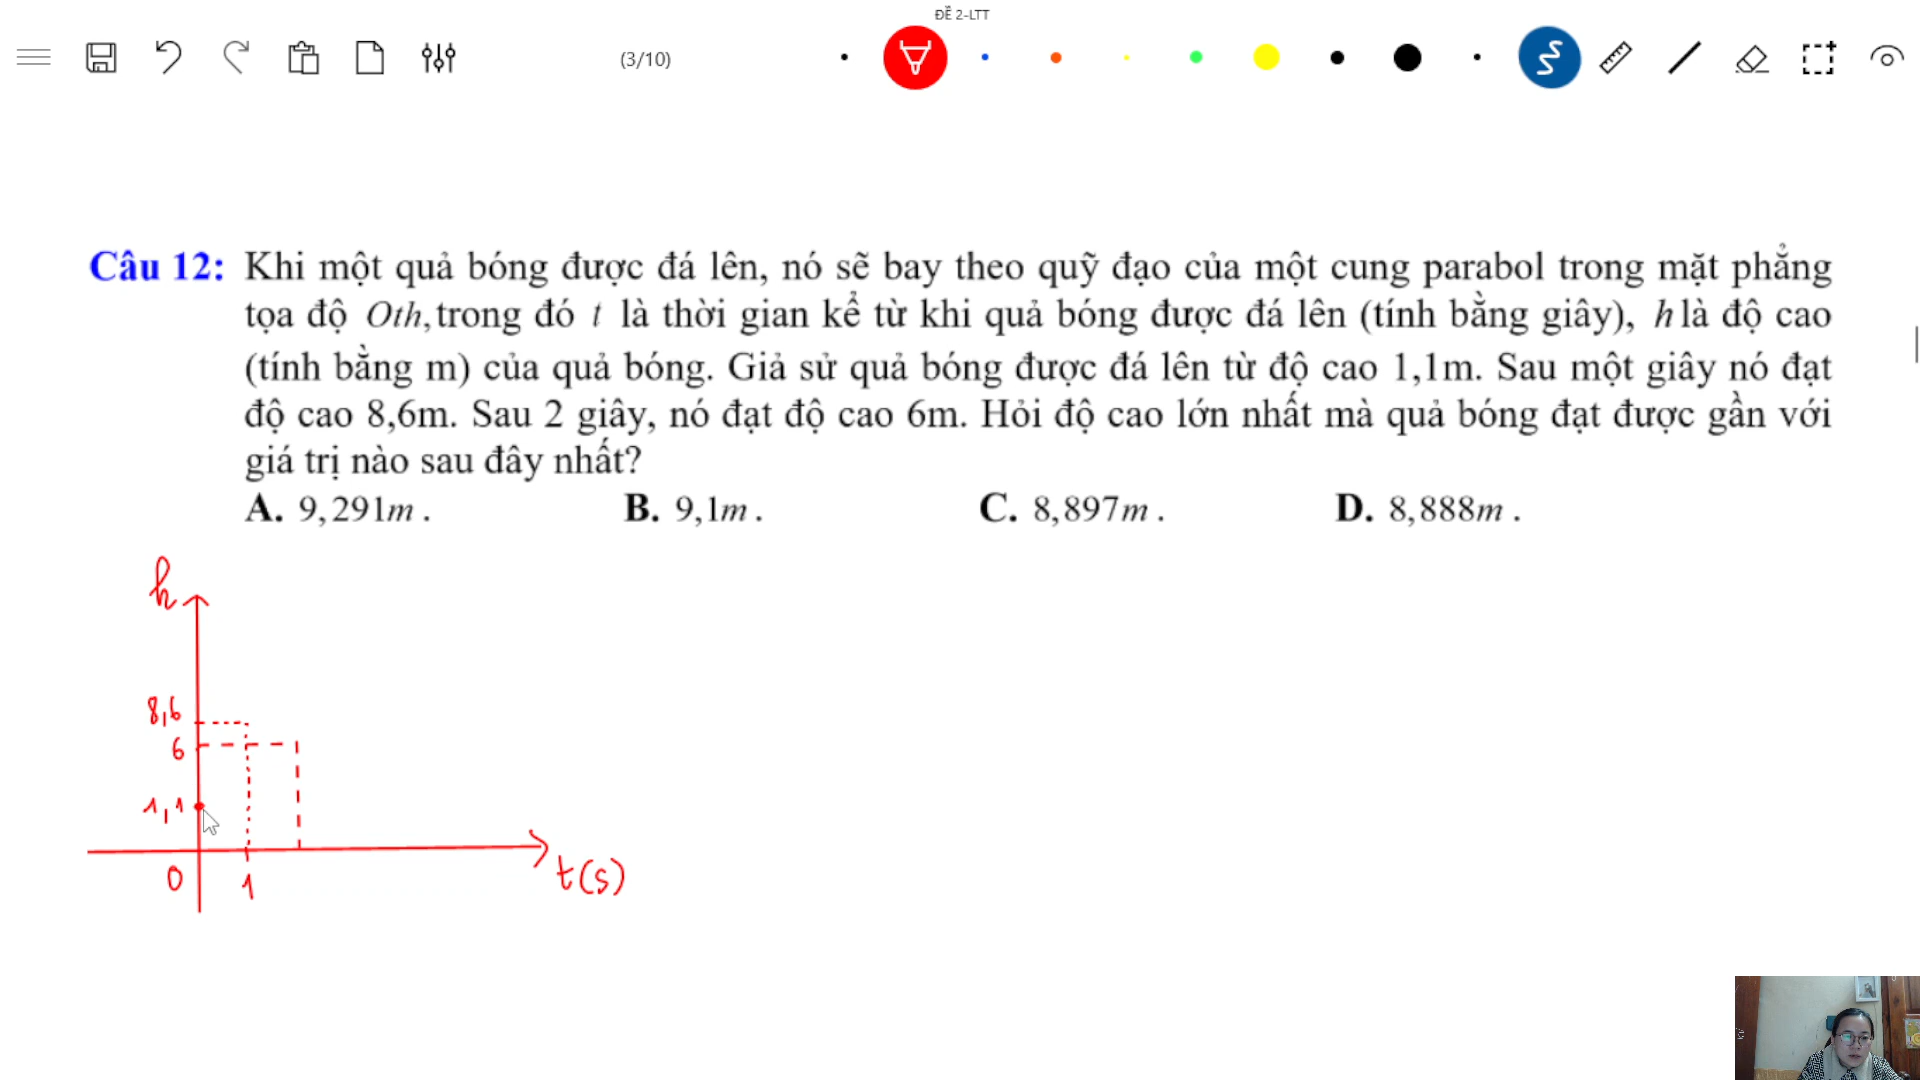 ĐỀ 2-LTT
(3/10)
Câu 12: Khi một quả bóng được đá lên, nó sẽ bay theo quỹ đạo của một cung parabol trong mặt phẳng
tọa độ Oth, trong đó t là thời gian kể từ khi quả bóng được đá lên (tính bằng giây), h là độ cao
(tính bằng m) của quả bóng. Giả sử quả bóng được đá lên từ độ cao 1,1m. Sau một giây nó đạt
độ cao 8,6m. Sau 2 giây, nó đạt độ cao 6m. Hỏi độ cao lớn nhất mà quả bóng đạt được gần với
giá trị nào sau đây nhất?
A. 9,291m . B. 9,1m . C. 8,897m . D. 8,888m .
h
8,6
6
1,1
0 1 t(s)